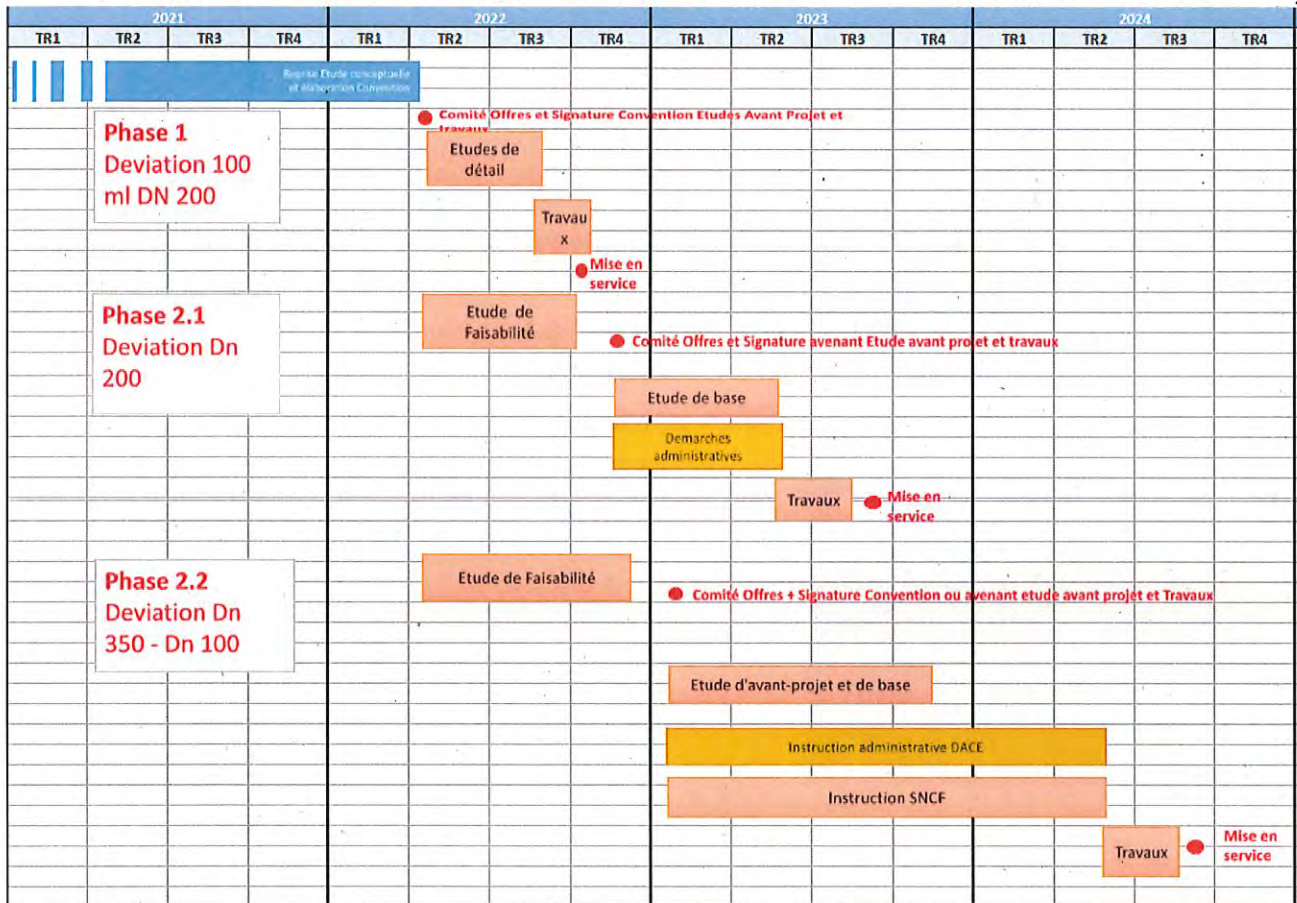 2021 2022 2023 2024
TR1 TR2 TR3 TR4 TR1 TR2 TR3 TR4 TR1 TR2 TR3 TR4 TR1 TR2 TR3 TR4
Reprise Etude conceptuelle
et élaboration Convention
Comité Offres et Signature Convention Etudes Avant Projet et
travaux
Phase 1
Deviation 100
ml DN 200
Etudes de
détail
Travau
x
Mise en
service
Phase 2.1
Deviation Dn
200
Etude de
Faisabilité
Comité Offres et Signature avenant Etude avant projet et travaux
Etude de base
Demarches
administratives
Travaux
Mise en
service
Phase 2.2
Deviation Dn
350 - Dn 100
Etude de Faisabilité
Comité Offres + Signature Convention ou avenant etude avant projet et Travaux
Etude d'avant-projet et de base
Instruction administrative DACE
Instruction SNCF
Travaux
Mise en
service